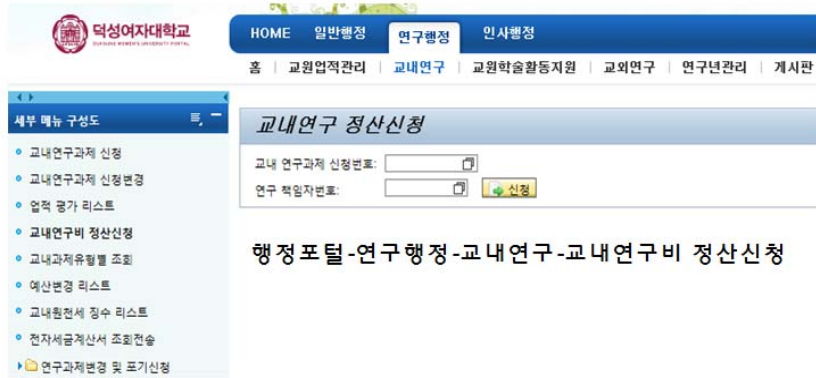 덕성여자대학교
DUKSUNG WOMEN'S UNIVERSITY PORTAL
HOME 일반행정 연구행정 인사행정
홈 | 교원업적관리 | 교내연구 | 교원학술활동지원 | 교외연구 | 연구년관리 | 게시판
세부 메뉴 구성도
교내연구과제 신청
교내연구과제 신청변경
업적 평가 리스트
교내연구비 정산신청
교내과제유형별 조회
예산변경 리스트
교내원천세 징수 리스트
전자세금계산서 조회전송
연구과제변경 및 포기신청
교내연구 정산신청
교내 연구과제 신청번호:
연구 책임자번호: 신청
행정포털-연구행정-교내연구-교내연구비 정산신청